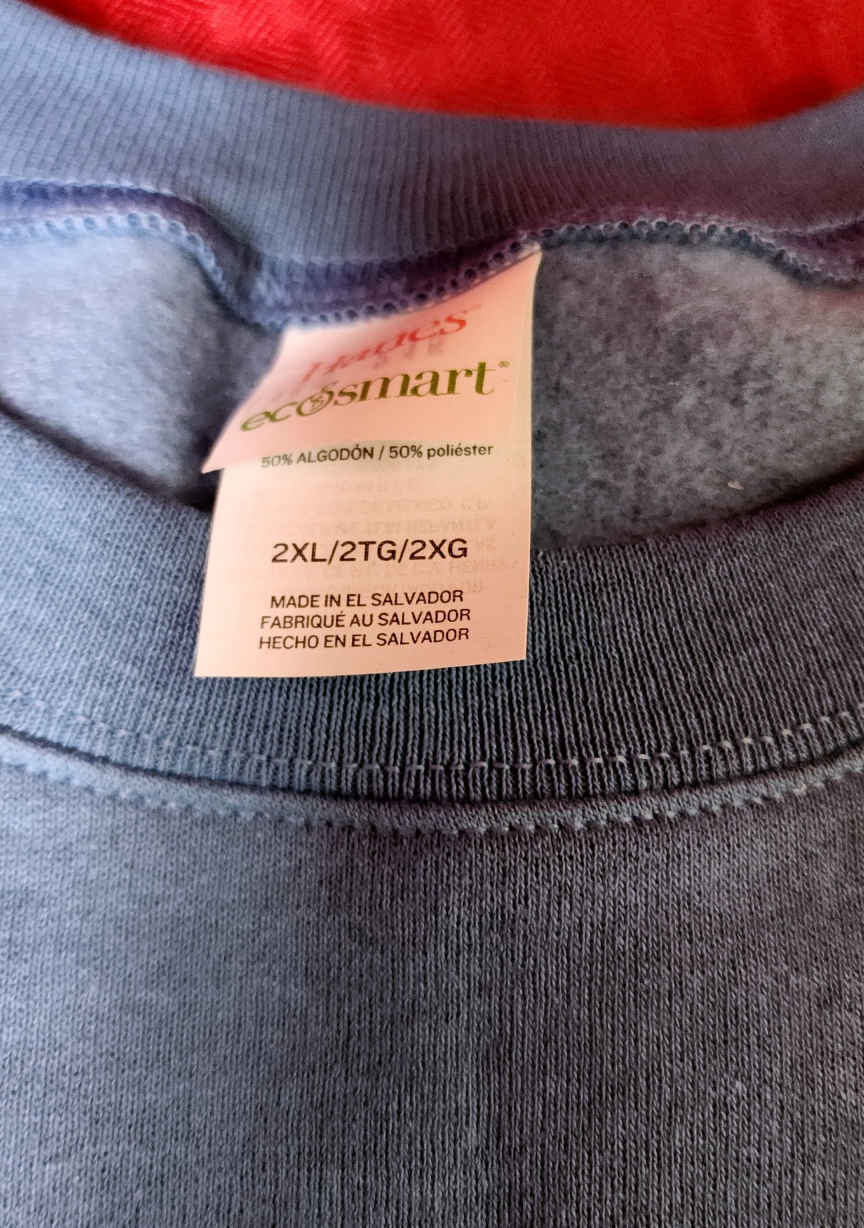 Hanes
ecosmart®
50% ALGODÓN / 50% poliéster
2XL/2TG/2XG
MADE IN EL SALVADOR
FABRIQUÉ AU SALVADOR
HECHO EN EL SALVADOR